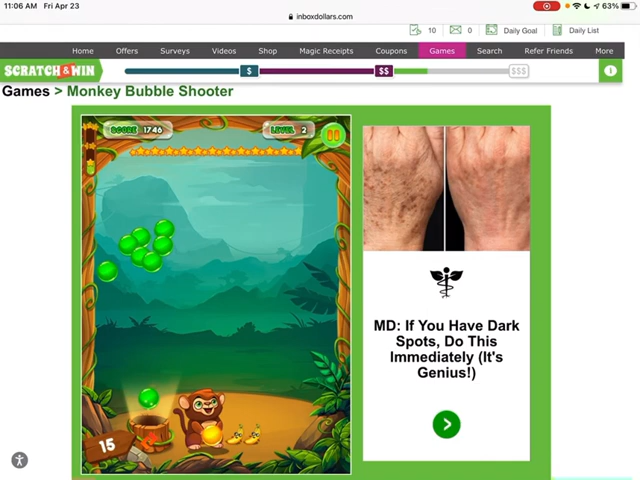 11:06 AM Fri Apr 23
63%
inboxdollars.com
10
0
Daily Goal
Daily List
Home Offers Surveys Videos Shop Magic Receipts Coupons Games Search Refer Friends More
SCRATCH & WIN
$ $$ $$$
Games > Monkey Bubble Shooter
SCORE 1746
LEVEL 2
MD: If You Have Dark
Spots, Do This
Immediately (It's
Genius!)
15